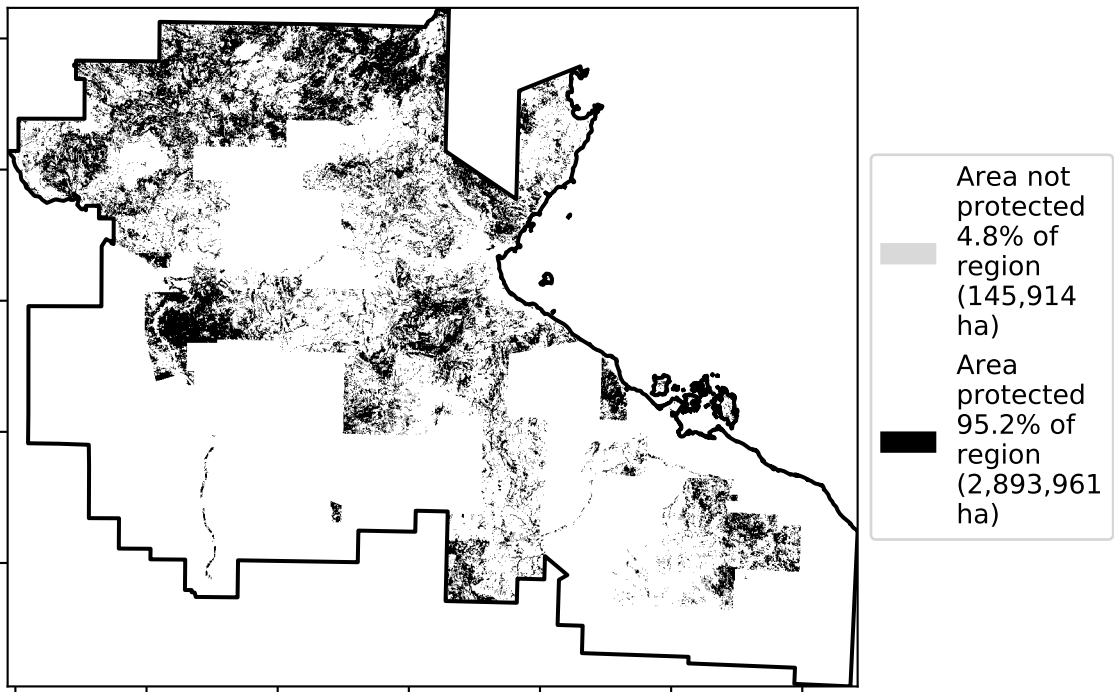 Area not
protected
4.8% of
region
(145,914
ha)
Area
protected
95.2% of
region
(2,893,961
ha)